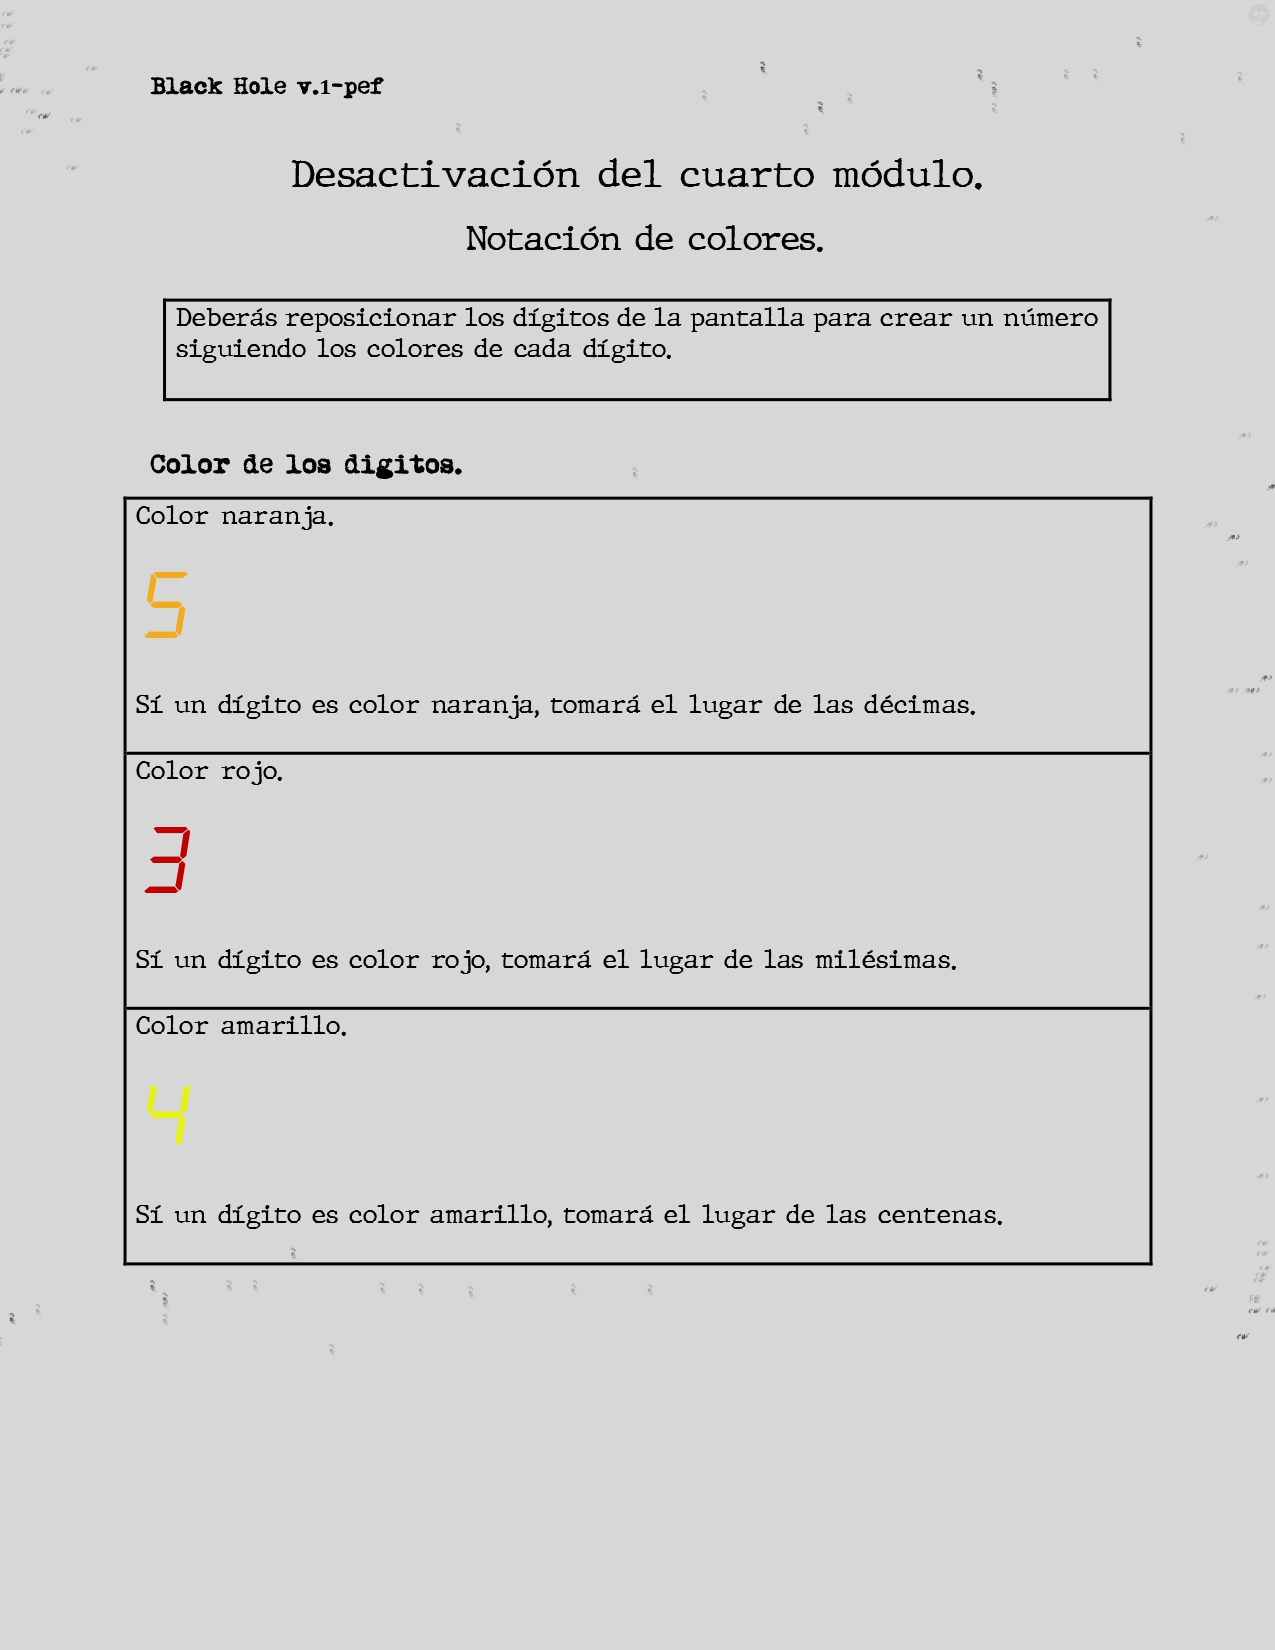 Black Hole v.1-pef
Desactivación del cuarto módulo.
Notación de colores.
Deberás reposicionar los dígitos de la pantalla para crear un número
siguiendo los colores de cada dígito.
Color de los digitos.
Color naranja.
5
Sí un dígito es color naranja, tomará el lugar de las décimas.
Color rojo.
3
Sí un dígito es color rojo, tomará el lugar de las milésimas.
Color amarillo.
4
Sí un dígito es color amarillo, tomará el lugar de las centenas.